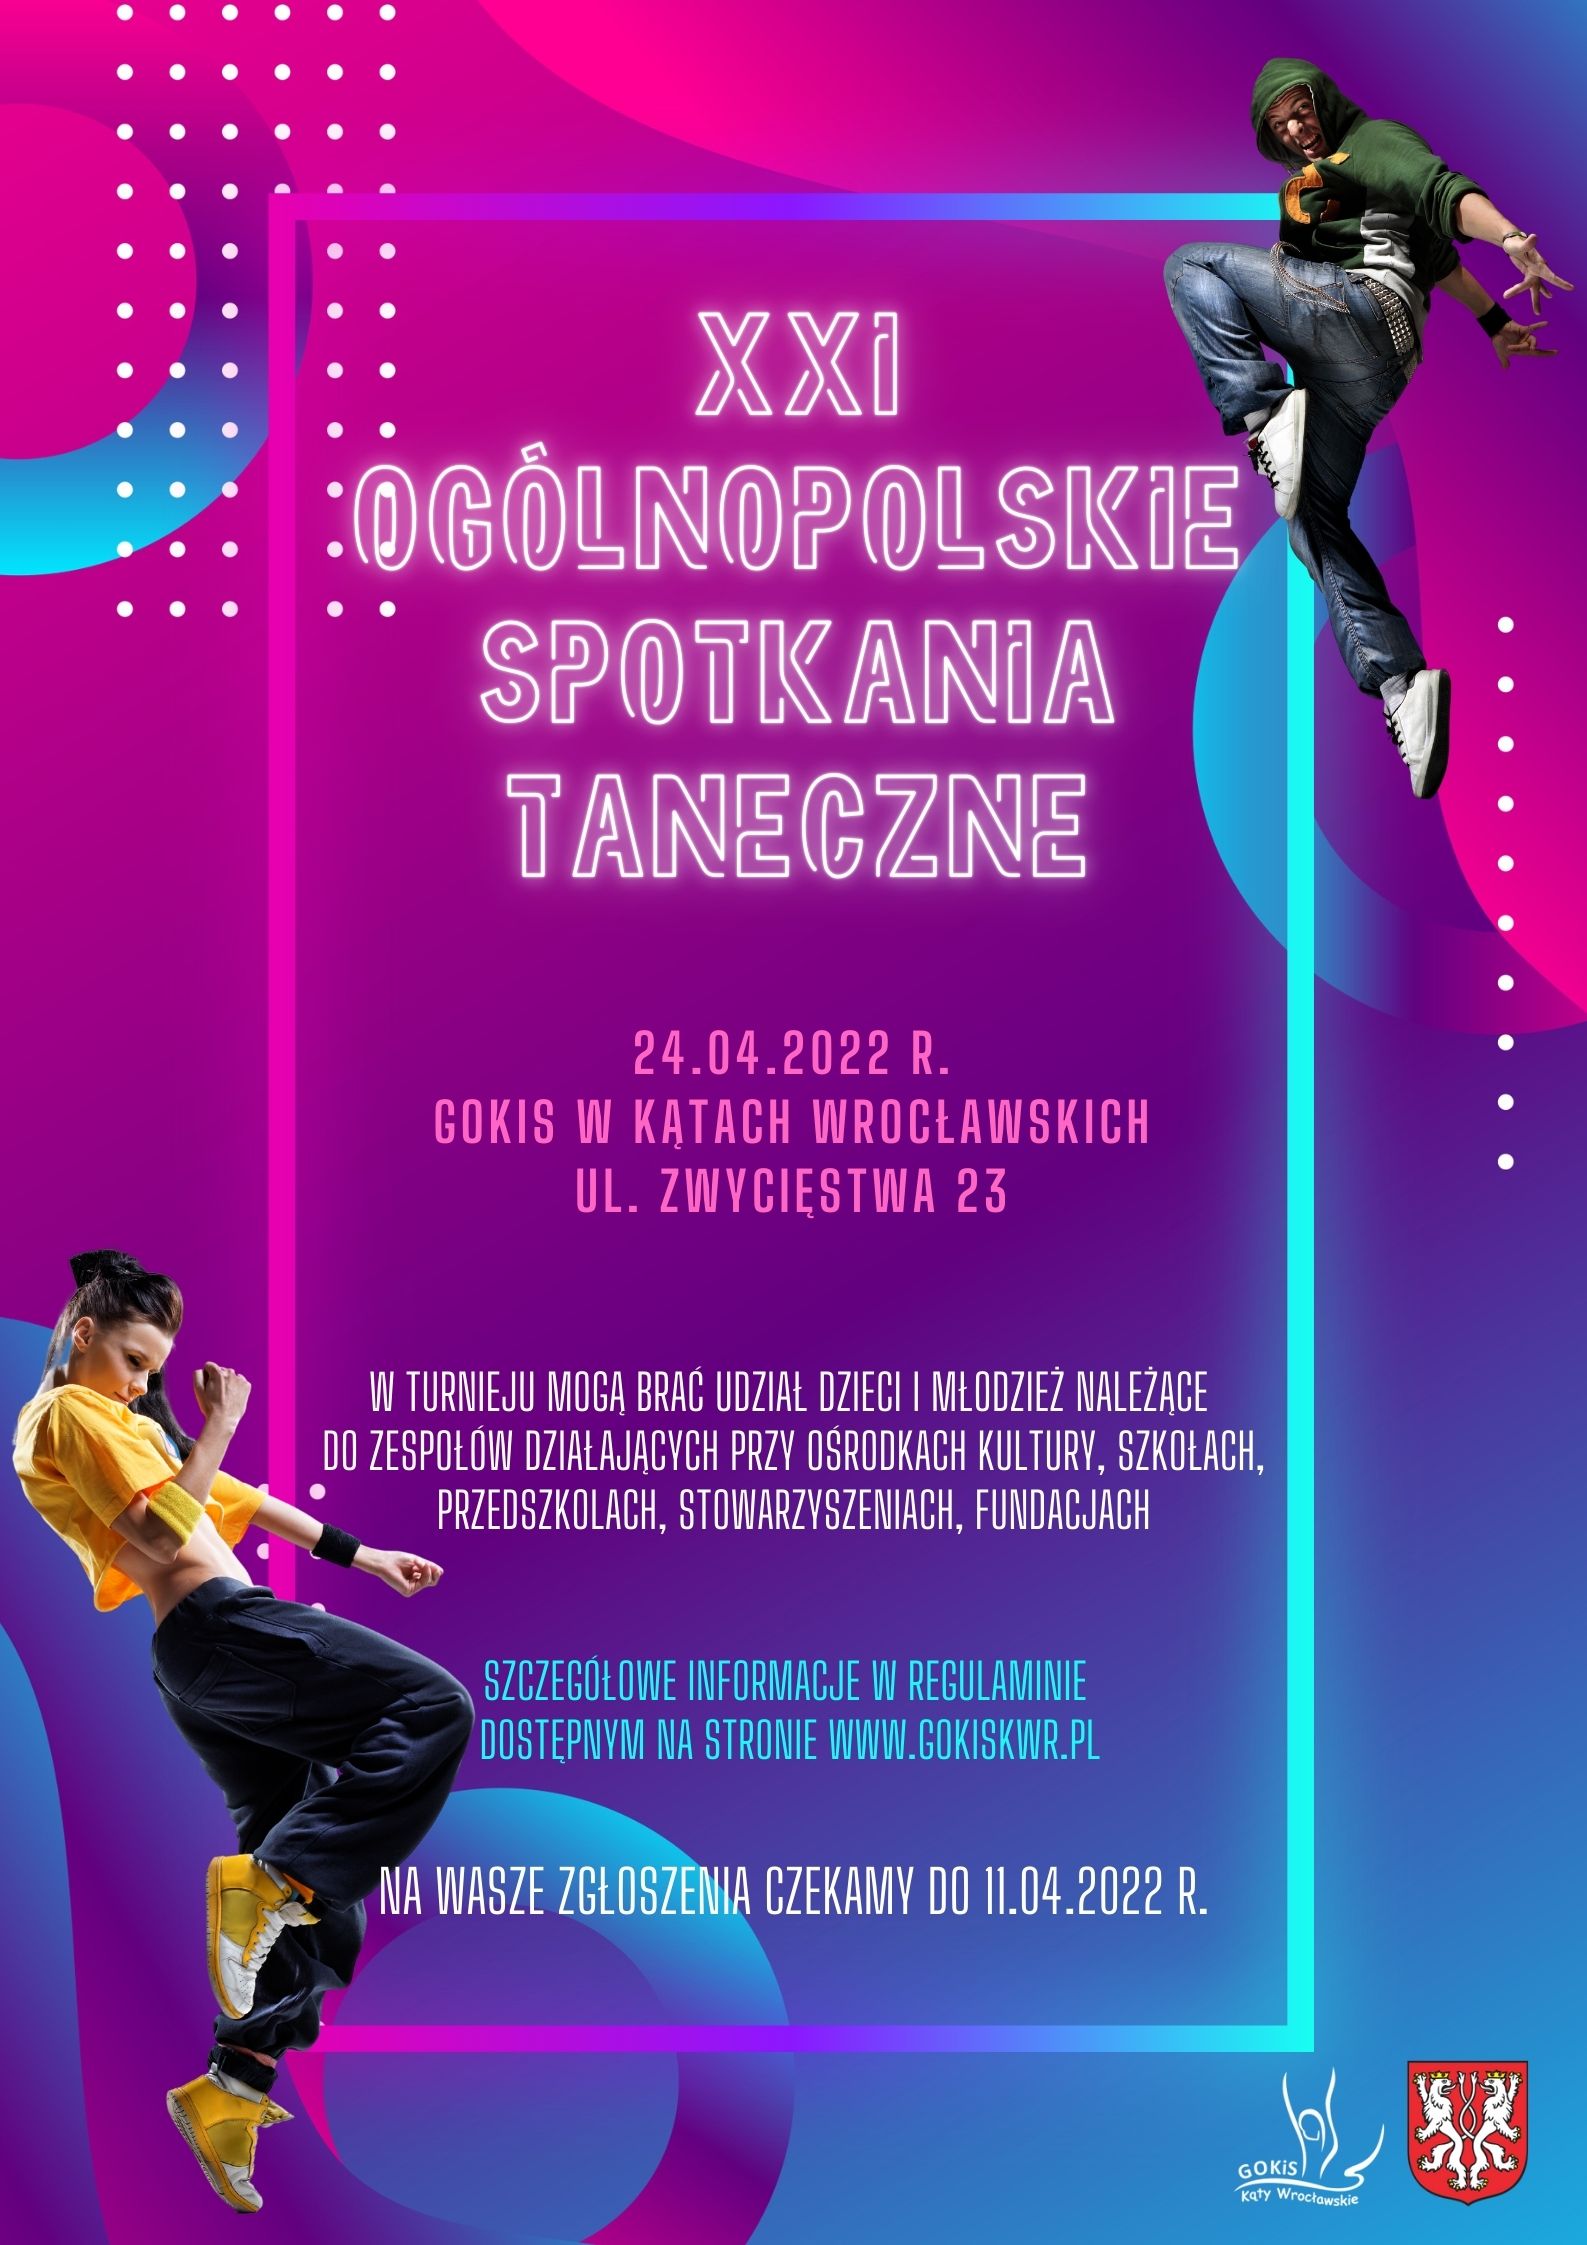 XXI
OGÓLNOPOLSKIE
SPOTKANIA
TANECZNE
24.04.2022 R.
GOKIS W KĄTACH WROCŁAWSKICH
UL. ZWYCIĘSTWA 23
W TURNIEJU MOGĄ BRAĆ UDZIAŁ DZIECI I MŁODZIEŻ NALEŻĄCE
DO ZESPOŁÓW DZIAŁAJĄCYCH PRZY OŚRODKACH KULTURY, SZKOŁACH,
PRZEDSZKOLACH, STOWARZYSZENIACH, FUNDACJACH
SZCZEGÓŁOWE INFORMACJE W REGULAMINIE
DOSTĘPNYM NA STRONIE WWW.GOKISKWR.PL
NA WASZE ZGŁOSZENIA CZEKAMY DO 11.04.2022 R.
GOKiS
Kąty Wrocławskie